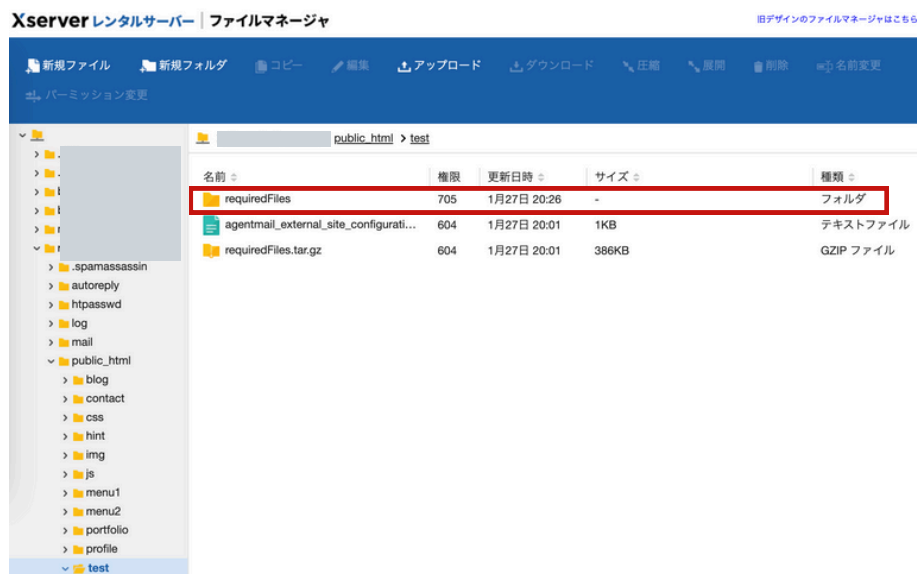 Xserver レンタルサーバー ファイルマネージャ
旧デザインのファイルマネージャはこちら
新規ファイル 新規フォルダ コピー 編集 アップロード ダウンロード 圧縮 展開 削除 名前変更
パーミッション変更
public_html > test
名前 権限 更新日時 サイズ 種類
requiredFiles 705 1月27日 20:26 - フォルダ
agentmail_external_site_configurati... 604 1月27日 20:01 1KB テキストファイル
requiredFiles.tar.gz 604 1月27日 20:01 386KB GZIP ファイル
.spamassassin
autoreply
htpasswd
log
mail
public_html
blog
contact
css
hint
img
js
menu1
menu2
portfolio
profile
test